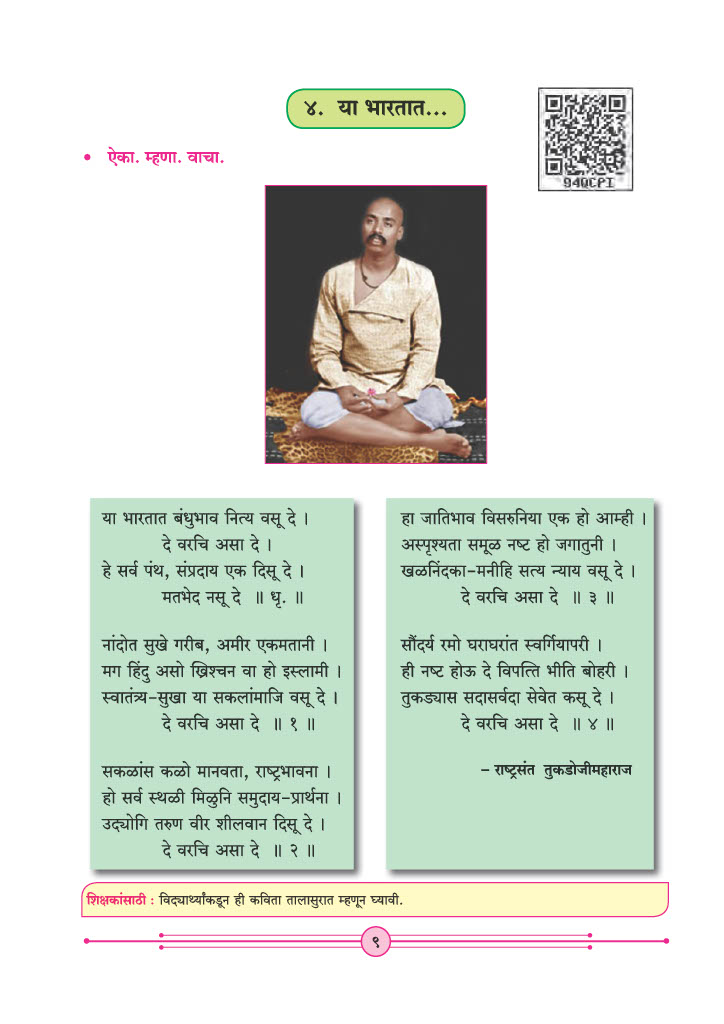 ४. या भारतात...
94QCPI
• ऐका. म्हणा. वाचा.
या भारतात बंधुभाव नित्य वसू दे ।
दे वरचि असा दे ।
हे सर्व पंथ, संप्रदाय एक दिसू दे ।
मतभेद नसू दे ॥ धृ. ॥
नांदोत सुखे गरीब, अमीर एकमतानी ।
मग हिंदु असो ख्रिश्चन वा हो इस्लामी ।
स्वातंत्र्य-सुखा या सकलांमाजि वसू दे ।
दे वरचि असा दे ॥ १ ॥
सकळांस कळो मानवता, राष्ट्रभावना ।
हो सर्व स्थळी मिळुनि समुदाय-प्रार्थना ।
उद्योगि तरुण वीर शीलवान दिसू दे ।
दे वरचि असा दे ॥ २ ॥
हा जातिभाव विसरुनिया एक हो आम्ही ।
अस्पृश्यता समूळ नष्ट हो जगातुनी ।
खळनिंदका-मनीहि सत्य न्याय वसू दे ।
दे वरचि असा दे ॥ ३ ॥
सौंदर्य रमो घराघरांत स्वर्गियापरी ।
ही नष्ट होऊ दे विपत्ति भीति बोहरी ।
तुकड्यास सदासर्वदा सेवेत कसू दे ।
दे वरचि असा दे ॥ ४ ॥
– राष्ट्रसंत तुकडोजीमहाराज
शिक्षकांसाठी : विद्यार्थ्यांकडून ही कविता तालासुरात म्हणून घ्यावी.
९